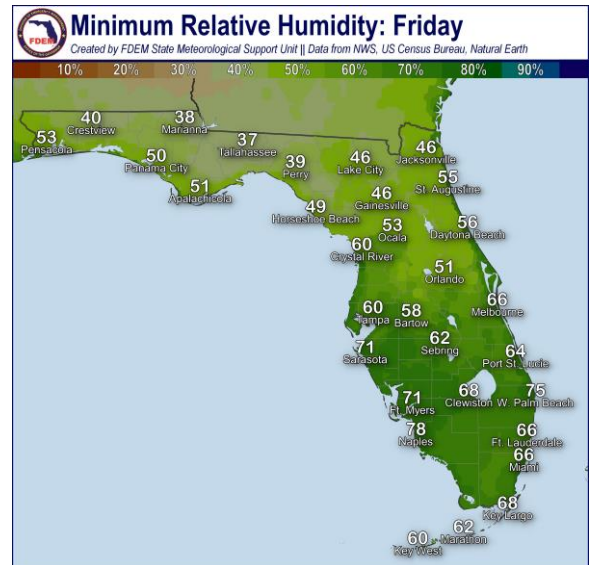 FDEM
Minimum Relative Humidity: Friday
Created by FDEM State Meteorological Support Unit || Data from NWS, US Census Bureau, Natural Earth
10% 20% 30% 40% 50% 60% 70% 80% 90%
40
Crestview
38
Marianna
53
Pensacola
37
Tallahassee
46
Jacksonville
50
Panama City
39
Perry
46
Lake City
55
St. Augustine
51
Apalachicola
46
Gainesville
49
Horseshoe Beach
53
Ocala
56
Daytona Beach
60
Crystal River
51
Orlando
66
Melbourne
60
Tampa
58
Bartow
62
Sebring
71
Sarasota
64
Port St. Lucie
71
Ft. Myers
68
Clewiston
75
W. Palm Beach
78
Naples
66
Ft. Lauderdale
66
Miami
68
Key Largo
62
Marathon
60
Key West